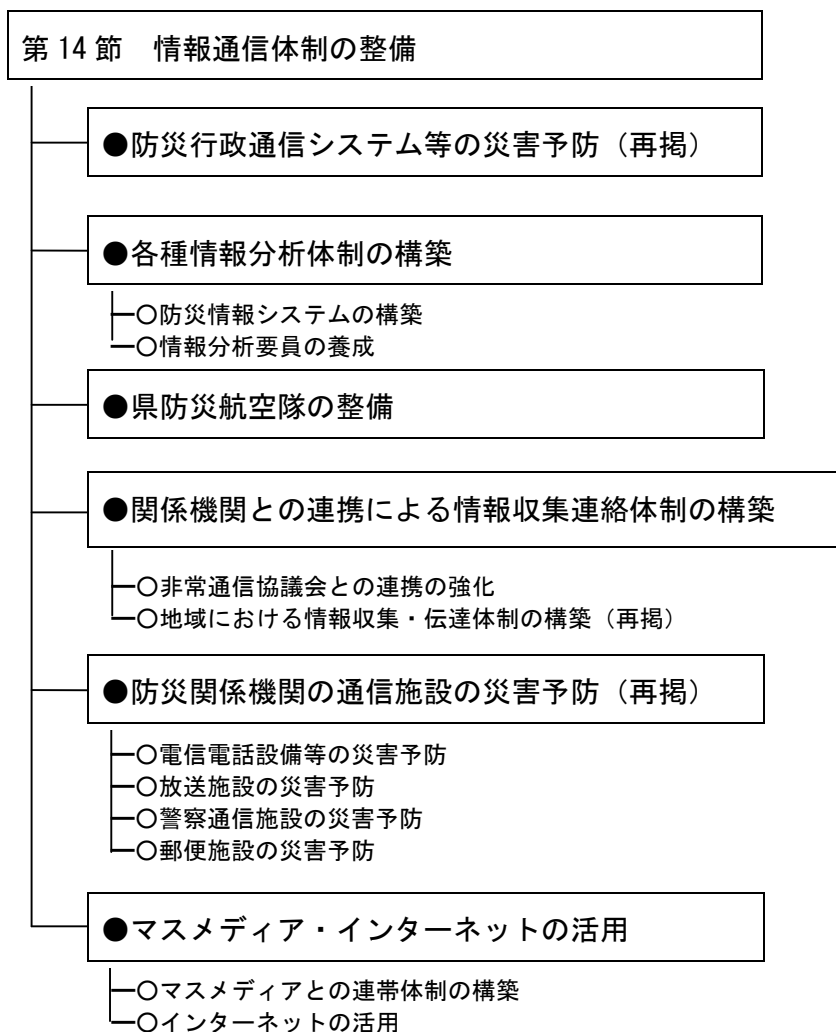 第 14 節　情報通信体制の整備
●防災行政通信システム等の災害予防（再掲）
●各種情報分析体制の構築
○防災情報システムの構築
○情報分析要員の養成
●県防災航空隊の整備
●関係機関との連携による情報収集連絡体制の構築
○非常通信協議会との連携の強化
○地域における情報収集・伝達体制の構築（再掲）
●防災関係機関の通信施設の災害予防（再掲）
○電信電話設備等の災害予防
○放送施設の災害予防
○警察通信施設の災害予防
○郵便施設の災害予防
●マスメディア・インターネットの活用
○マスメディアとの連帯体制の構築
○インターネットの活用